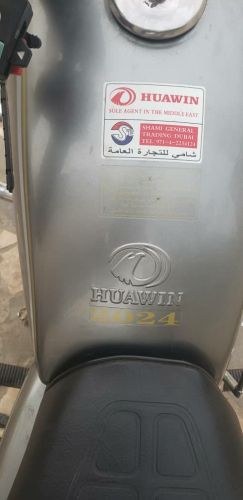 HUAWIN
SOLE AGENT IN THE MIDDLE EAST
SHAMI GENERAL
TRADING DUBAI
TEL 971-4-2234124
شامي للتجارة العامة
HUAWIN
2024